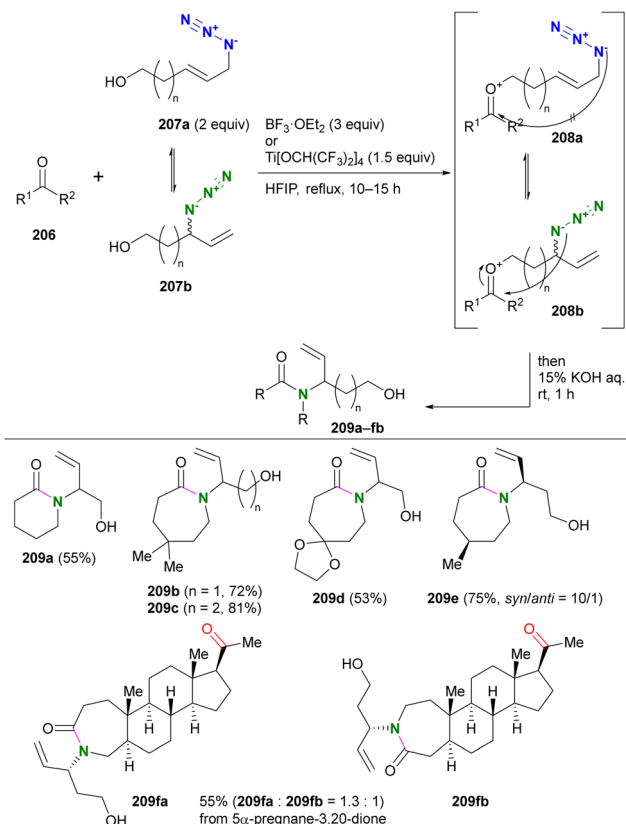 N≡N⁺
N⁻
HO
n
207a (2 equiv)
O
R¹ R²
206
+
N
N⁺
N⁻
HO
n
207b
BF₃·OEt₂ (3 equiv)
or
Ti[OCH(CF₃)₂]₄ (1.5 equiv)
HFIP, reflux, 10–15 h
N≡N⁺
N⁻
O⁺
n
R¹ R²
208a
N⁻ N⁺ N
O⁺
n
R¹ R²
208b
then
15% KOH aq.
rt, 1 h
O
R N
R
n
OH
209a–fb
O
N
OH
209a (55%)
O
N
OH
n
Me Me
209b (n = 1, 72%)
209c (n = 2, 81%)
O
N
OH
O O
209d (53%)
O
N
OH
Me
209e (75%, syn/anti = 10/1)
O
Me
Me
Me H
O
N
H H
H
OH
209fa
55% (209fa : 209fb = 1.3 : 1)
from 5α-pregnane-3,20-dione
O
Me
Me
HO
Me H
N
H H
O
H
209fb